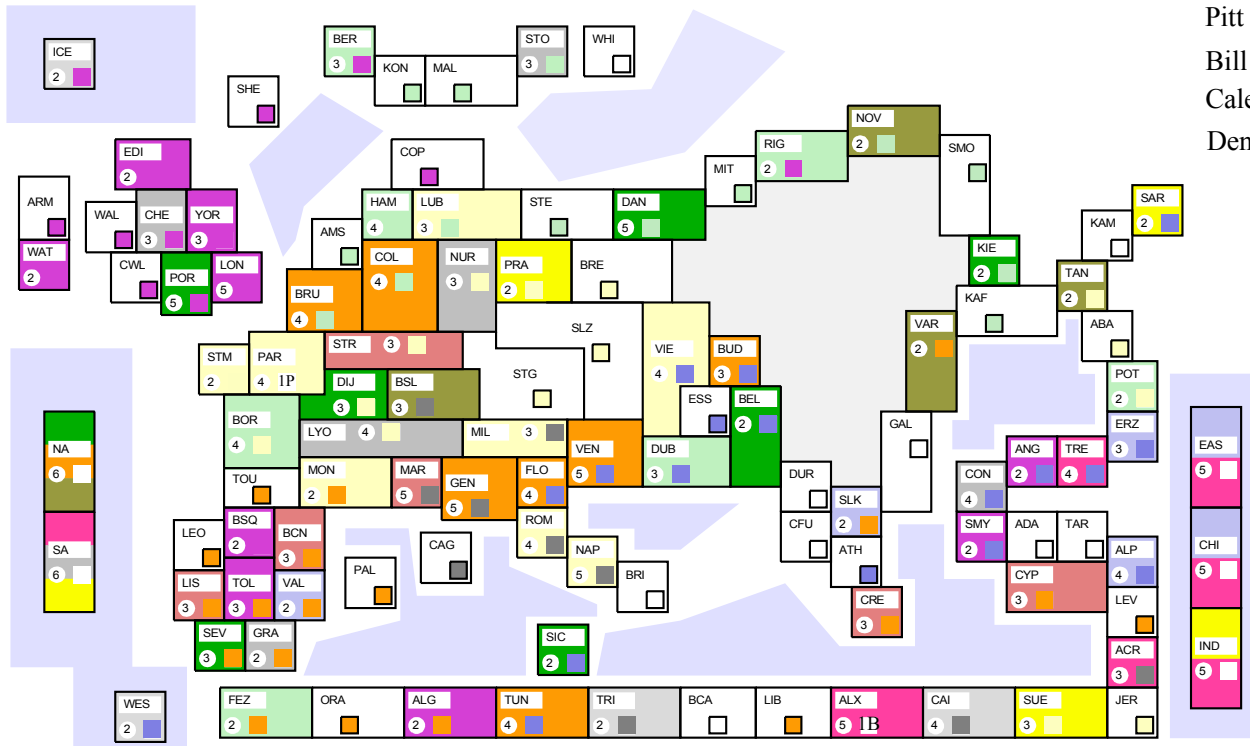 Pitt
Bill
Den
ICE
2
BER
3
KON
MAL
STO
3
WHI
SHE
EDI
2
COP
MIT
RIG
2
NOV
2
SMO
ARM
WAL
CHE
3
YOR
3
HAM
4
LUB
3
STE
DAN
5
SAR
2
KAM
AMS
WAT
2
CWL
POR
5
LON
5
COL
4
NUR
3
PRA
2
BRE
KIE
2
TAN
2
BRU
4
KAF
SLZ
VAR
2
ABA
STM
2
PAR
4 1P
STR 3
STG
VIE
4
BUD
3
POT
2
DIJ
3
BSL
3
ESS
BEL
2
BOR
4
LYO 4
MIL 3
VEN
5
DUB
3
GAL
ERZ
3
NA
6
EAS
5
ANG
2
TRE
4
TOU
MON
2
MAR
5
GEN
5
FLO
4
DUR
CON
4
SLK
2
SA
6
LEO
BSQ
2
BCN
3
ROM
4
CFU
SMY
2
ADA
TAR
CAG
NAP
5
ATH
ALP
4
CHI
5
LIS
3
TOL
3
VAL
2
PAL
BRI
CYP
3
CRE
3
LEV
SEV
3
GRA
2
SIC
2
ACR
3
IND
5
WES
2
FEZ
2
ORA
ALG
2
TUN
4
TRI
2
BCA
LIB
ALX
5 1B
CAI
4
SUE
3
JER